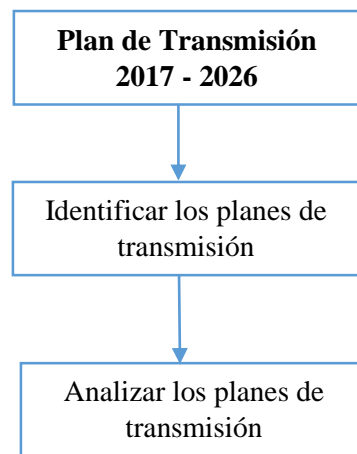 Plan de Transmisión
2017 - 2026
Identificar los planes de
transmisión
Analizar los planes de
transmisión